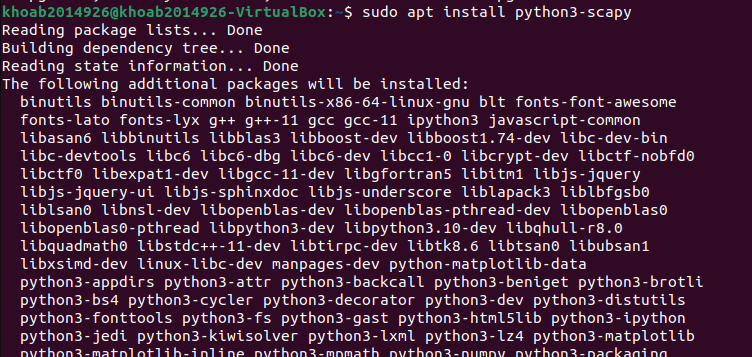 khoab2014926@khoab2014926-VirtualBox:~$ sudo apt install python3-scapy
Reading package lists... Done
Building dependency tree... Done
Reading state information... Done
The following additional packages will be installed:
  binutils binutils-common binutils-x86-64-linux-gnu blt fonts-font-awesome
  fonts-lato fonts-lyx g++ g++-11 gcc gcc-11 ipython3 javascript-common
  libasan6 libbinutils libblas3 libboost-dev libboost1.74-dev libc-dev-bin
  libc-devtools libc6 libc6-dbg libc6-dev libcc1-0 libcrypt-dev libctf-nobfd0
  libctf0 libexpat1-dev libgcc-11-dev libgfortran5 libitm1 libjs-jquery
  libjs-jquery-ui libjs-sphinxdoc libjs-underscore liblapack3 liblbfgsb0
  liblsan0 libnsl-dev libopenblas-dev libopenblas-pthread-dev libopenblas0
  libopenblas0-pthread libpython3-dev libpython3.10-dev libqhull-r8.0
  libquadmath0 libstdc++-11-dev libtirpc-dev libtk8.6 libtsan0 libubsan1
  libxsimd-dev linux-libc-dev manpages-dev python-matplotlib-data
  python3-appdirs python3-attr python3-backcall python3-beniget python3-brotli
  python3-bs4 python3-cycler python3-decorator python3-dev python3-distutils
  python3-fonttools python3-fs python3-gast python3-html5lib python3-ipython
  python3-jedi python3-kiwisolver python3-lxml python3-lz4 python3-matplotlib
  python3-matplotlib-inline python3-mpmath python3-numpy python3-packaging